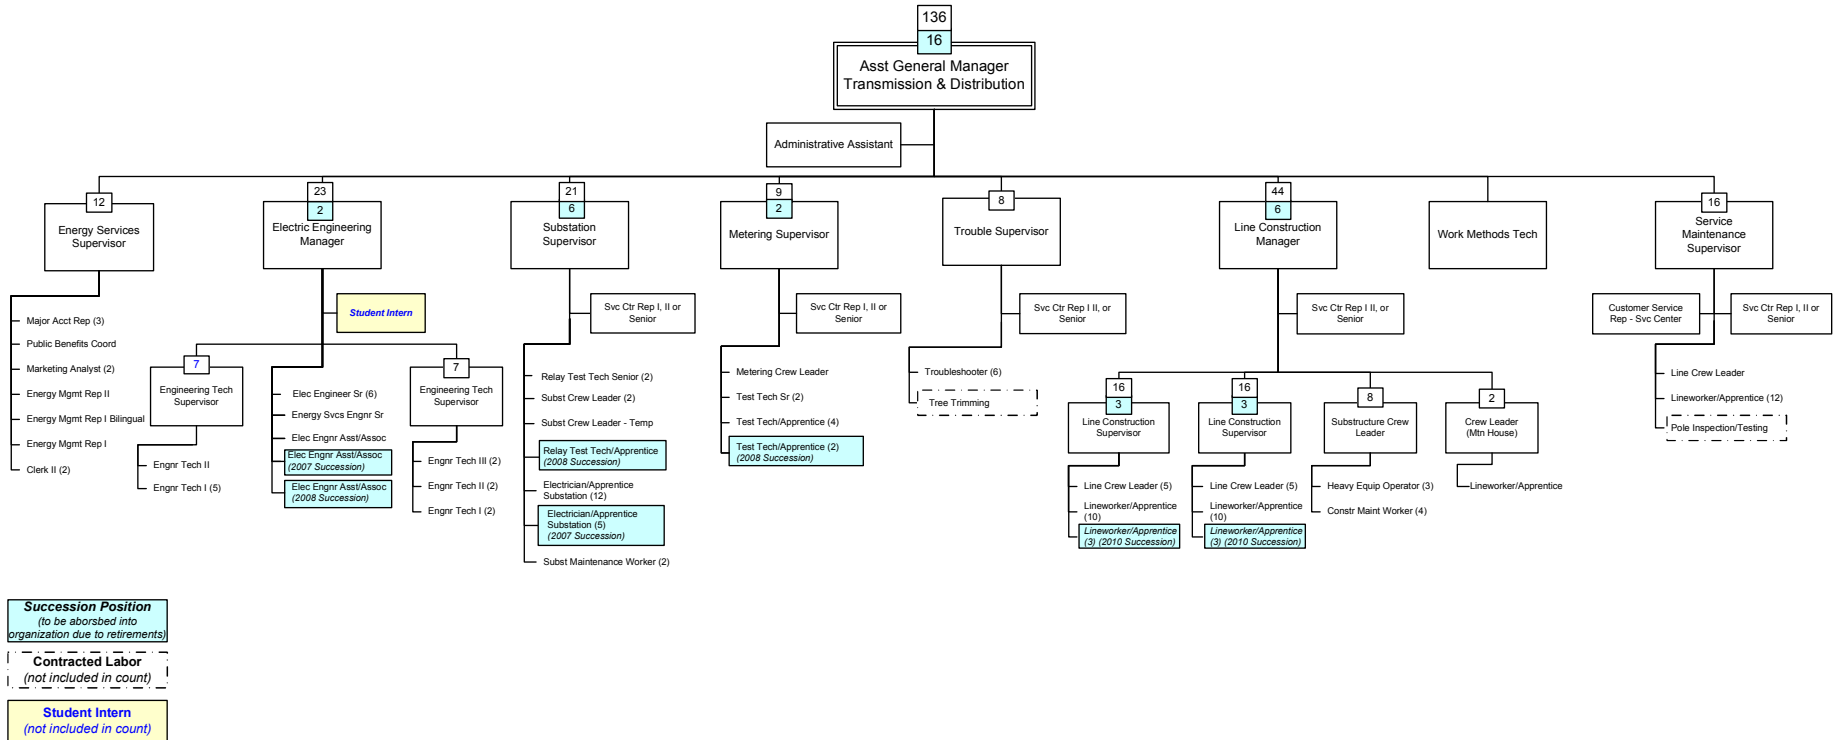 136
16
Asst General Manager
Transmission & Distribution
Administrative Assistant
12
Energy Services
Supervisor
23
2
Electric Engineering
Manager
21
6
Substation
Supervisor
9
2
Metering Supervisor
8
Trouble Supervisor
44
6
Line Construction
Manager
Work Methods Tech
16
Service
Maintenance
Supervisor
Major Acct Rep (3)
Public Benefits Coord
Marketing Analyst (2)
Energy Mgmt Rep II
Energy Mgmt Rep I Bilingual
Energy Mgmt Rep I
Clerk II (2)
Student Intern
7
Engineering Tech
Supervisor
Engnr Tech II
Engnr Tech I (5)
Elec Engineer Sr (6)
Energy Svcs Engnr Sr
Elec Engnr Asst/Assoc
Elec Engnr Asst/Assoc
(2007 Succession)
Elec Engnr Asst/Assoc
(2008 Succession)
7
Engineering Tech
Supervisor
Engnr Tech III (2)
Engnr Tech II (2)
Engnr Tech I (2)
Svc Ctr Rep I, II or
Senior
Relay Test Tech Senior (2)
Subst Crew Leader (2)
Subst Crew Leader - Temp
Relay Test Tech/Apprentice
(2008 Succession)
Electrician/Apprentice
Substation (12)
Electrician/Apprentice
Substation (5)
(2007 Succession)
Subst Maintenance Worker (2)
Svc Ctr Rep I, II or
Senior
Metering Crew Leader
Test Tech Sr (2)
Test Tech/Apprentice (4)
Test Tech/Apprentice (2)
(2008 Succession)
Svc Ctr Rep I II, or
Senior
Troubleshooter (6)
Tree Trimming
Svc Ctr Rep I II, or
Senior
16
3
Line Construction
Supervisor
Line Crew Leader (5)
Lineworker/Apprentice
(10)
Lineworker/Apprentice
(3) (2010 Succession)
16
3
Line Construction
Supervisor
Line Crew Leader (5)
Lineworker/Apprentice
(10)
Lineworker/Apprentice
(3) (2010 Succession)
8
Substructure Crew
Leader
Heavy Equip Operator (3)
Constr Maint Worker (4)
2
Crew Leader
(Mtn House)
Lineworker/Apprentice
Customer Service
Rep - Svc Center
Svc Ctr Rep I, II or
Senior
Line Crew Leader
Lineworker/Apprentice (12)
Pole Inspection/Testing
Succession Position
(to be aborsbed into
organization due to retirements)
Contracted Labor
(not included in count)
Student Intern
(not included in count)